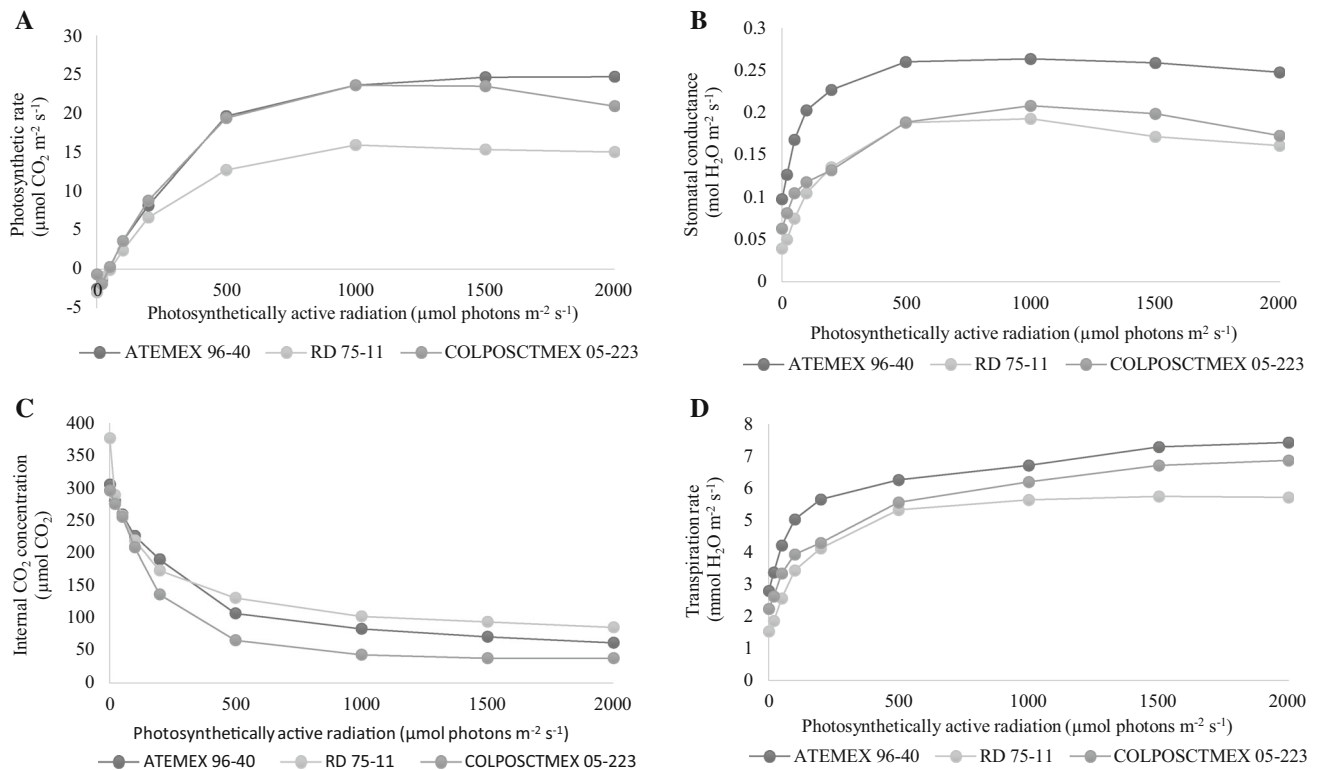 A
Photosynthetic rate
(µmol CO₂ m⁻² s⁻¹)
30
25
20
15
10
5
0
-5
0 500 1000 1500 2000
Photosynthetically active radiation (µmol photons m⁻² s⁻¹)
ATEMEX 96-40 RD 75-11 COLPOSCTMEX 05-223
B
Stomatal conductance
(mol H₂O m⁻² s⁻¹)
0.3
0.25
0.2
0.15
0.1
0.05
0
0 500 1000 1500 2000
Photosynthetically active radiation (µmol photons m² s⁻¹)
ATEMEX 96-40 RD 75-11 COLPOSCTMEX 05-223
C
Internal CO₂ concentration
(µmol CO₂)
400
350
300
250
200
150
100
50
0
0 500 1000 1500 2000
Photosynthetically active radiation (µmol photons m⁻² s⁻¹)
ATEMEX 96-40 RD 75-11 COLPOSCTMEX 05-223
D
Transpiration rate
(mmol H₂O m⁻² s⁻¹)
8
7
6
5
4
3
2
1
0
0 500 1000 1500 2000
Photosynthetically active radiation (µmol photons m⁻² s⁻¹)
ATEMEX 96-40 RD 75-11 COLPOSCTMEX 05-223